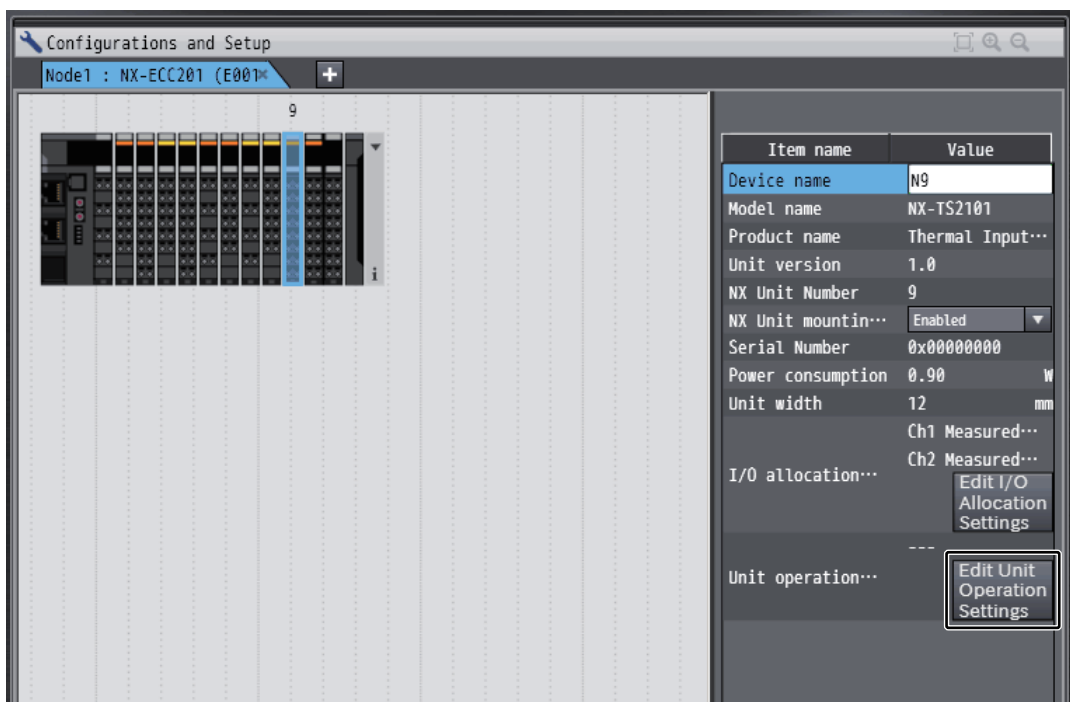 Configurations and Setup
Node1 : NX-ECC201 (E001
9
Item name Value
Device name N9
Model name NX-TS2101
Product name Thermal Input···
Unit version 1.0
NX Unit Number 9
NX Unit mountin··· Enabled
Serial Number 0x00000000
Power consumption 0.90 W
Unit width 12 mm
I/O allocation···
Ch1 Measured···
Ch2 Measured···
Edit I/O
Allocation
Settings
Unit operation···
---
Edit Unit
Operation
Settings
i